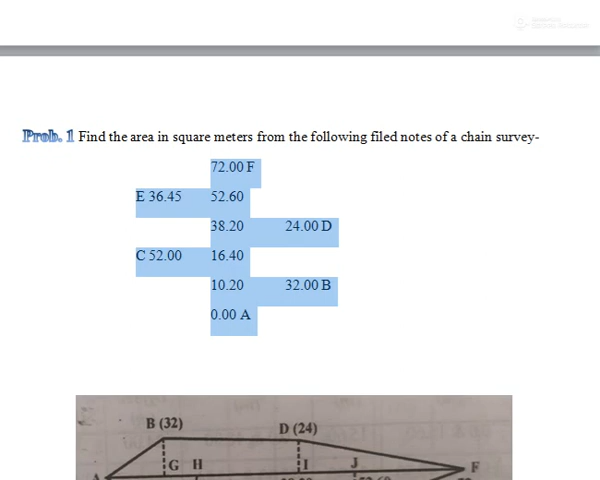 Prob. 1 Find the area in square meters from the following filed notes of a chain survey-
72.00 F
E 36.45 52.60
38.20 24.00 D
C 52.00 16.40
10.20 32.00 B
0.00 A
B (32)
D (24)
G H I J F
A